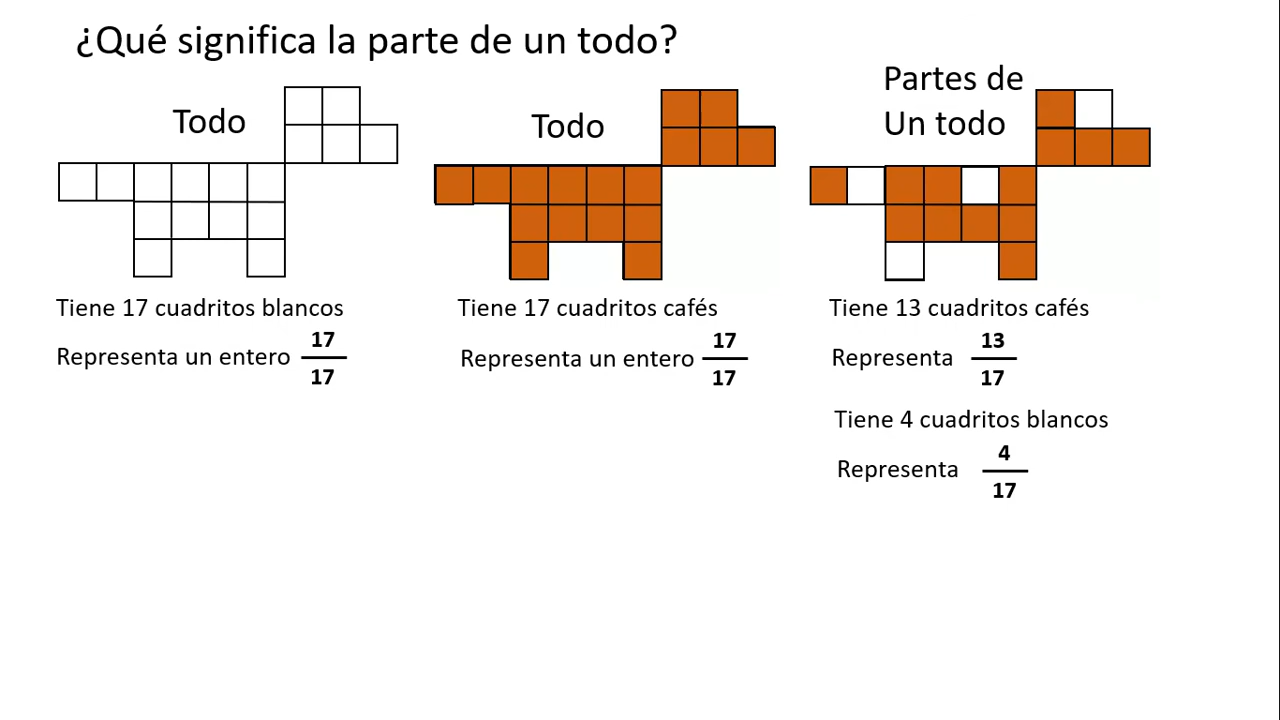 ¿Qué significa la parte de un todo?
Todo
Tiene 17 cuadritos blancos
Representa un entero 17
17
Todo
Tiene 17 cuadritos cafés
Representa un entero 17
17
Partes de
Un todo
Tiene 13 cuadritos cafés
Representa 13
17
Tiene 4 cuadritos blancos
Representa 4
17